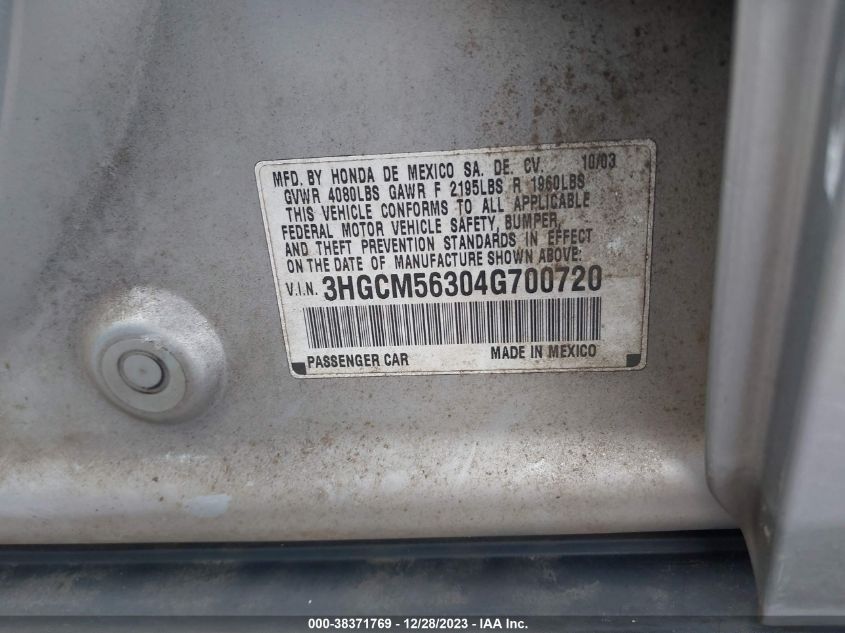 MFD. BY HONDA DE MEXICO SA. DE. CV. 10/03
GVWR 4080LBS GAWR F 2195LBS R 1960LBS
THIS VEHICLE CONFORMS TO ALL APPLICABLE
FEDERAL MOTOR VEHICLE SAFETY, BUMPER,
AND THEFT PREVENTION STANDARDS IN EFFECT
ON THE DATE OF MANUFACTURE SHOWN ABOVE:
V.I.N. 3HGCM56304G700720
PASSENGER CAR MADE IN MEXICO
000-38371769 - 12/28/2023 - IAA Inc.